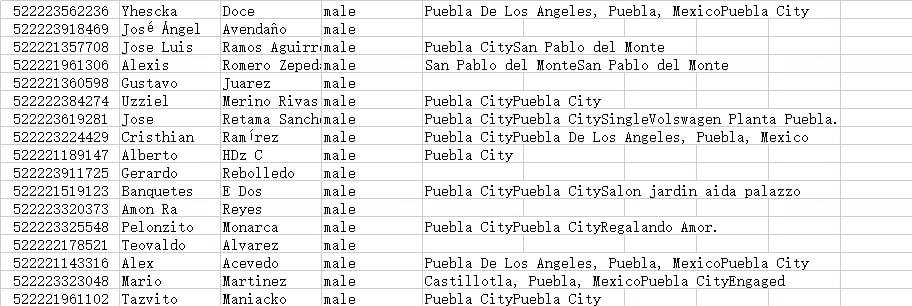 522223562236 Yhescka Doce male Puebla De Los Angeles, Puebla, MexicoPuebla City
522223918469 José Ángel Avendaño male
522221357708 Jose Luis Ramos Aguirr male Puebla CitySan Pablo del Monte
522221961306 Alexis Romero Zeped male San Pablo del MonteSan Pablo del Monte
522221360598 Gustavo Juarez male
522222384274 Uzziel Merino Rivas male Puebla CityPuebla City
522223619281 Jose Retama Sanch male Puebla CityPuebla CitySingleVolswagen Planta Puebla.
522223224429 Cristhian Ramírez male Puebla CityPuebla De Los Angeles, Puebla, Mexico
522221189147 Alberto HDz C male Puebla City
522223911725 Gerardo Rebolledo male
522221519123 Banquetes E Dos male Puebla CityPuebla CitySalon jardin aida palazzo
522223320373 Amon Ra Reyes male
522223325548 Pelonzito Monarca male Puebla CityPuebla CityRegalando Amor.
522222178521 Teovaldo Alvarez male
522221143316 Alex Acevedo male Puebla De Los Angeles, Puebla, MexicoPuebla City
522223323048 Mario Martinez male Castillotla, Puebla, MexicoPuebla CityEngaged
522221961102 Tazvito Maniacko male Puebla CityPuebla City